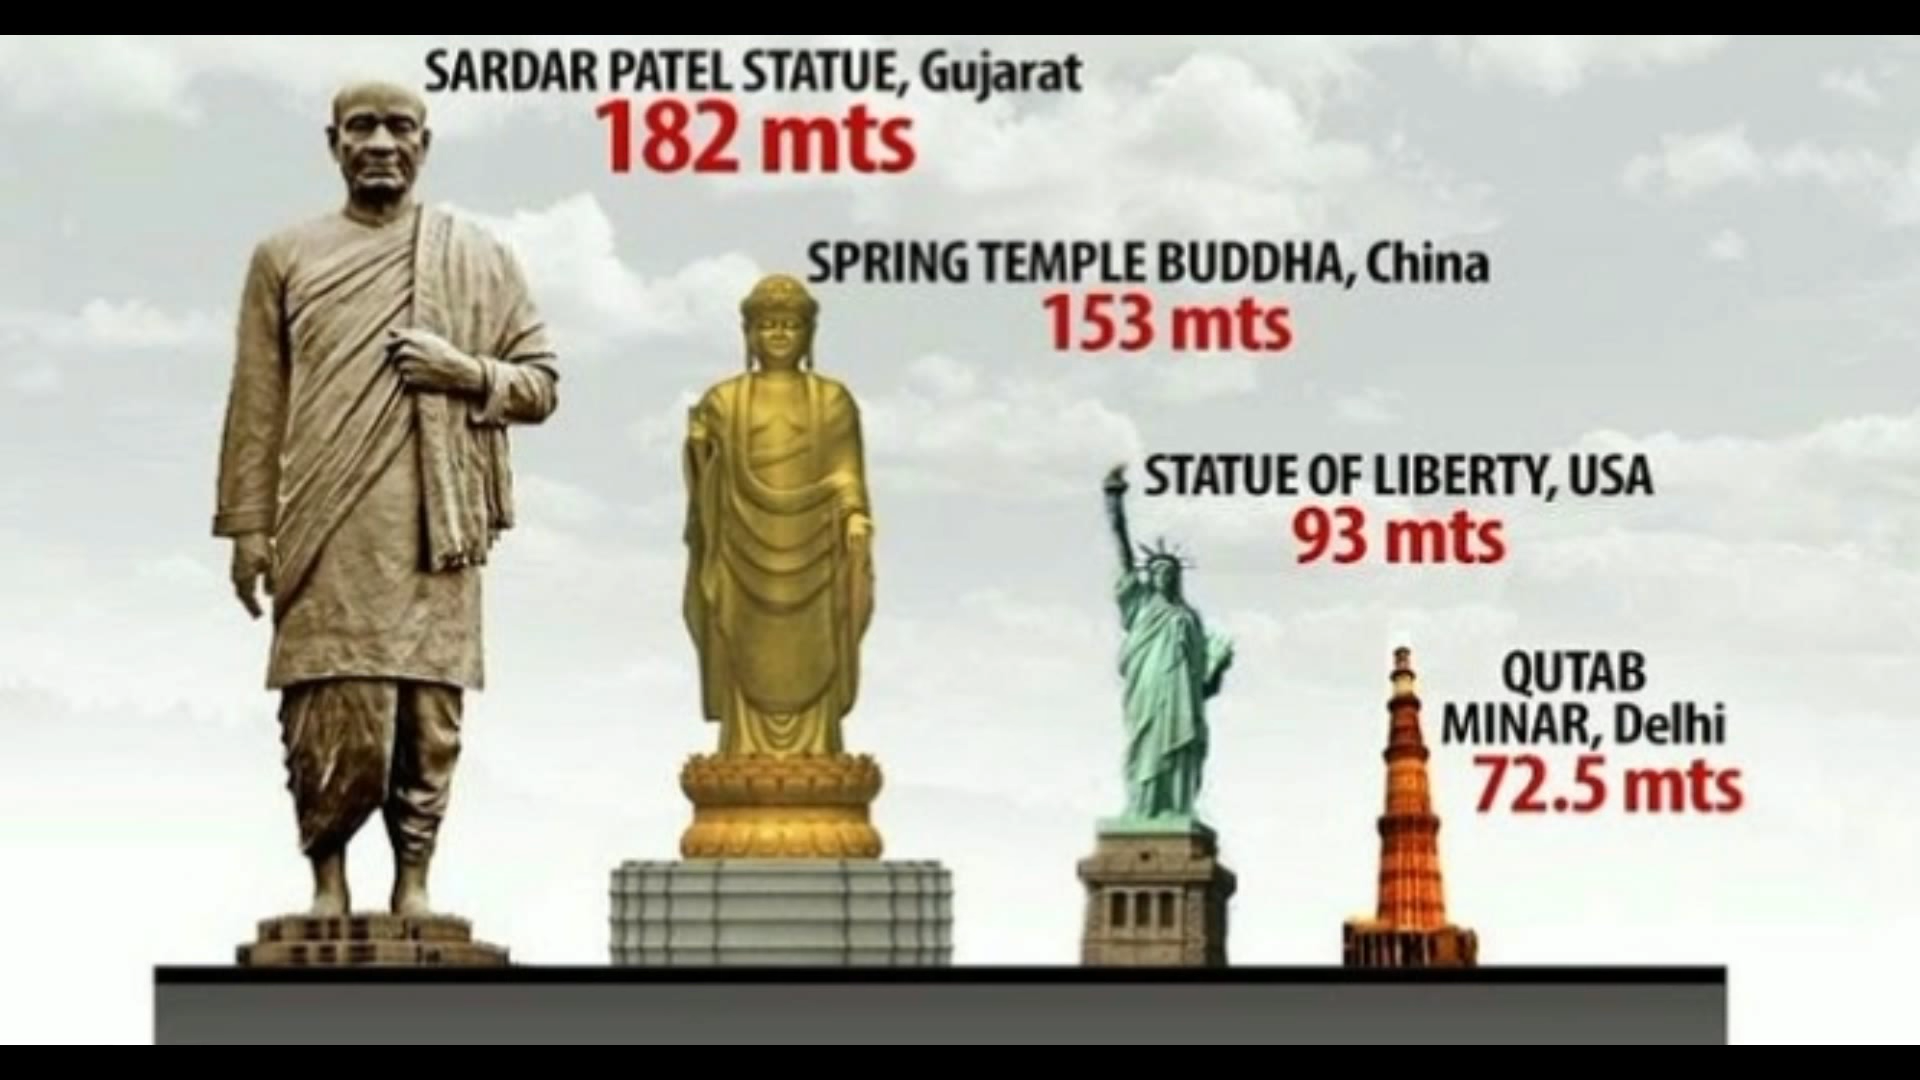 SARDAR PATEL STATUE, Gujarat
182 mts
SPRING TEMPLE BUDDHA, China
153 mts
STATUE OF LIBERTY, USA
93 mts
QUTAB
MINAR, Delhi
72.5 mts